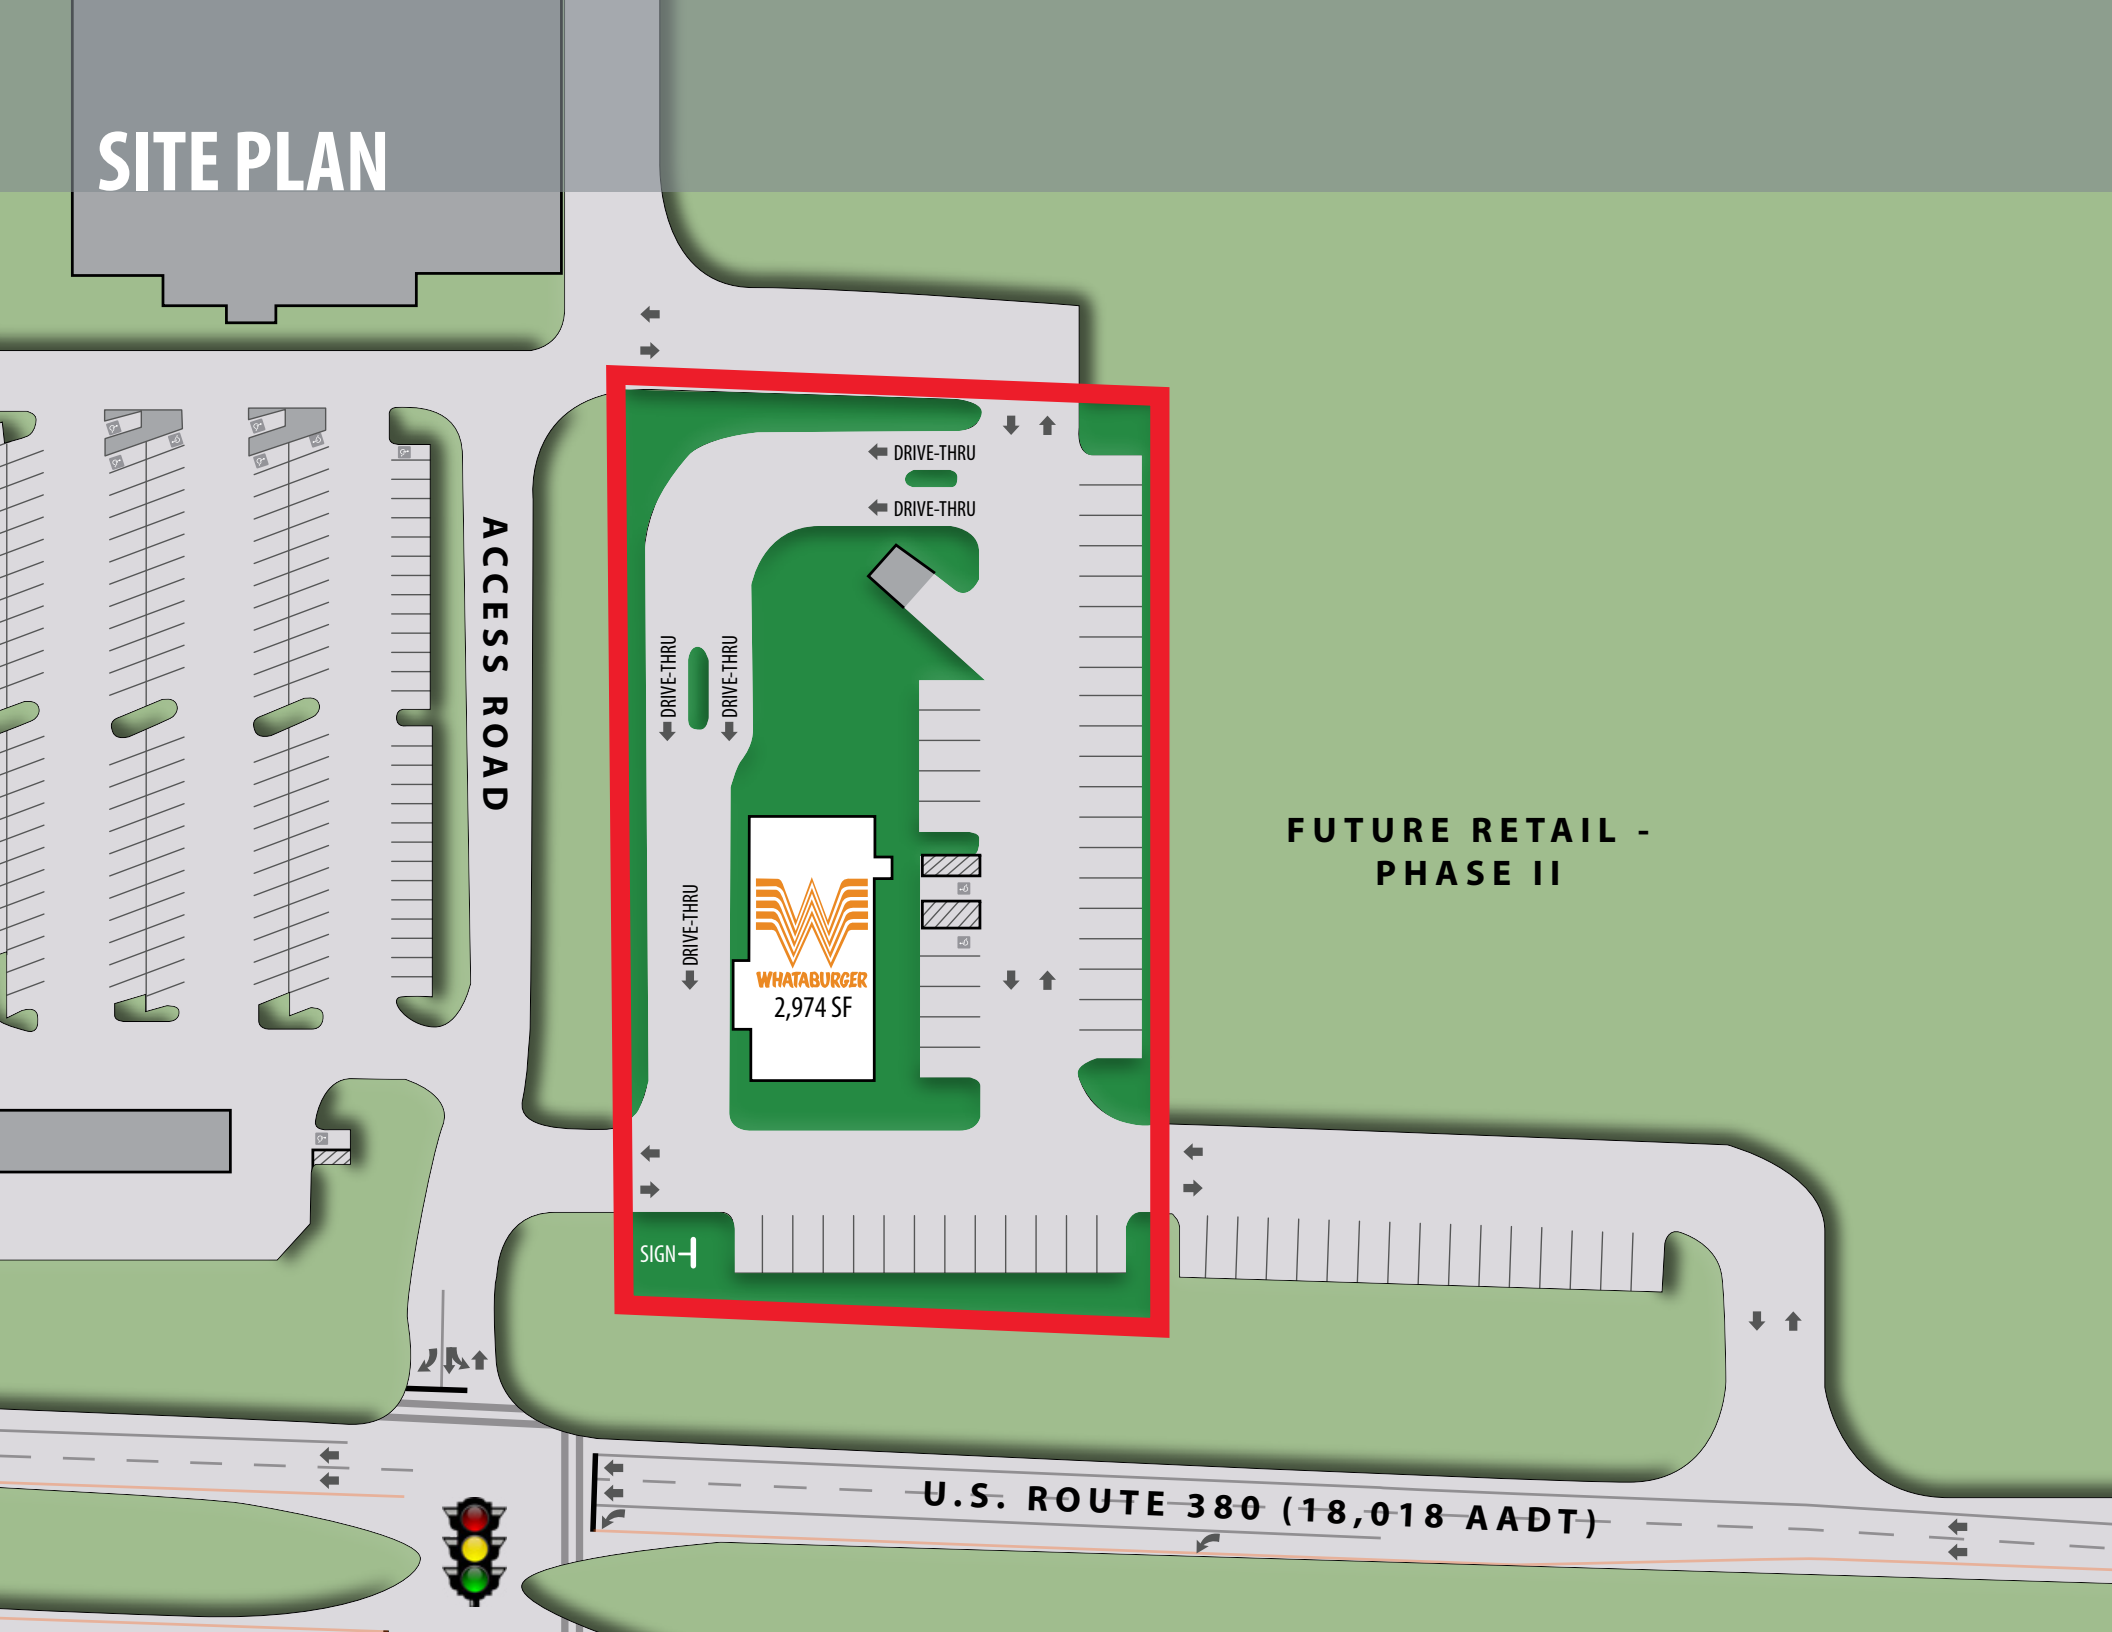 SITE PLAN
DRIVE-THRU
DRIVE-THRU
ACCESS ROAD
DRIVE-THRU
DRIVE-THRU
FUTURE RETAIL -
PHASE II
DRIVE-THRU
WHATABURGER
2,974 SF
SIGN
U.S. ROUTE 380 (18,018 AADT)